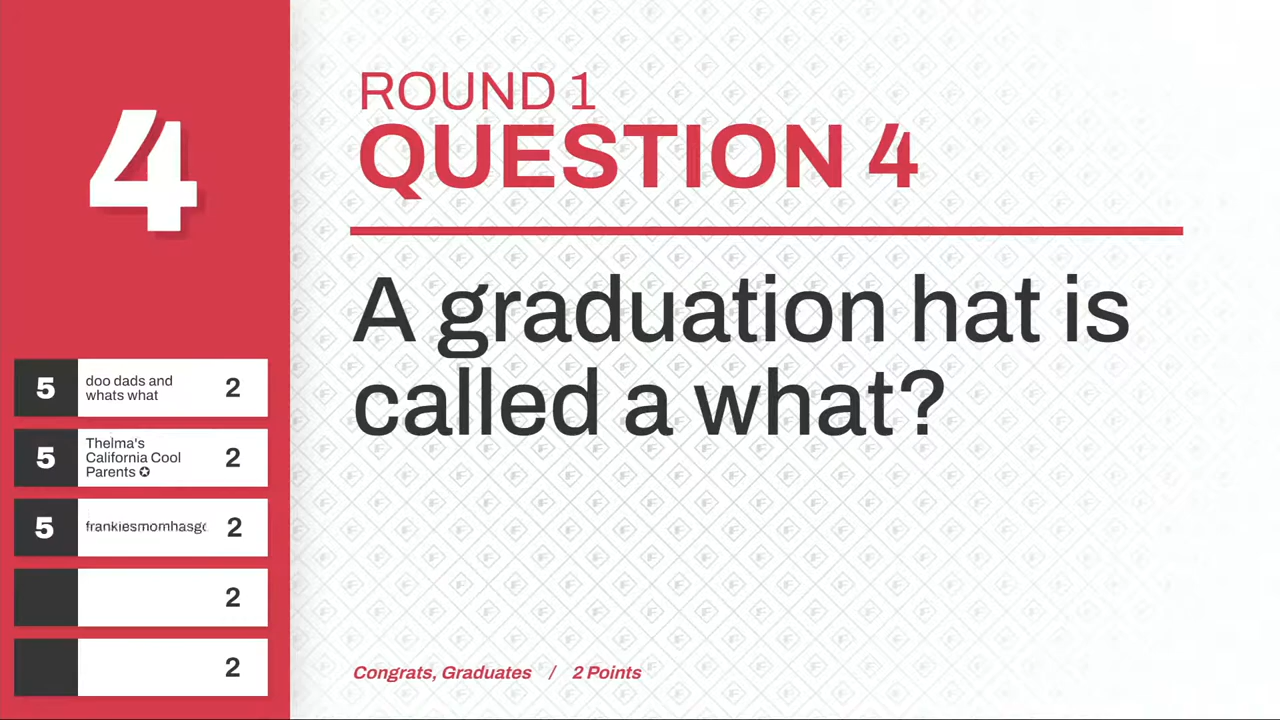 4
ROUND 1
QUESTION 4
A graduation hat is
called a what?
5 doo dads and whats what 2
5 Thelma's California Cool Parents ✪ 2
5 frankiesmomhasg 2
2
2
Congrats, Graduates / 2 Points